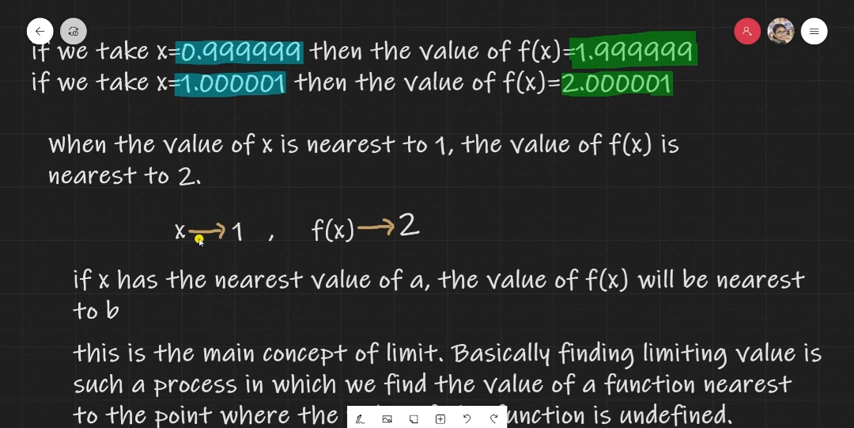 if we take x=0.999999 then the value of f(x)=1.999999
if we take x=1.000001 then the value of f(x)=2.000001
When the value of x is nearest to 1, the value of f(x) is
nearest to 2.
x → 1 , f(x) → 2
if x has the nearest value of a, the value of f(x) will be nearest
to b
this is the main concept of limit. Basically finding limiting value is
such a process in which we find the value of a function nearest
to the point where the function is undefined.